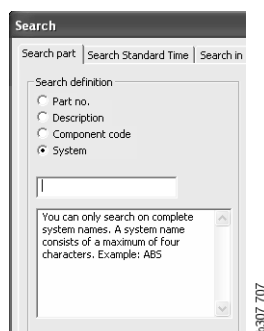 Search
Search part Search Standard Time Search in
Search definition
Part no.
Description
Component code
System
You can only search on complete
system names. A system name
consists of a maximum of four
characters. Example: ABS
307 707